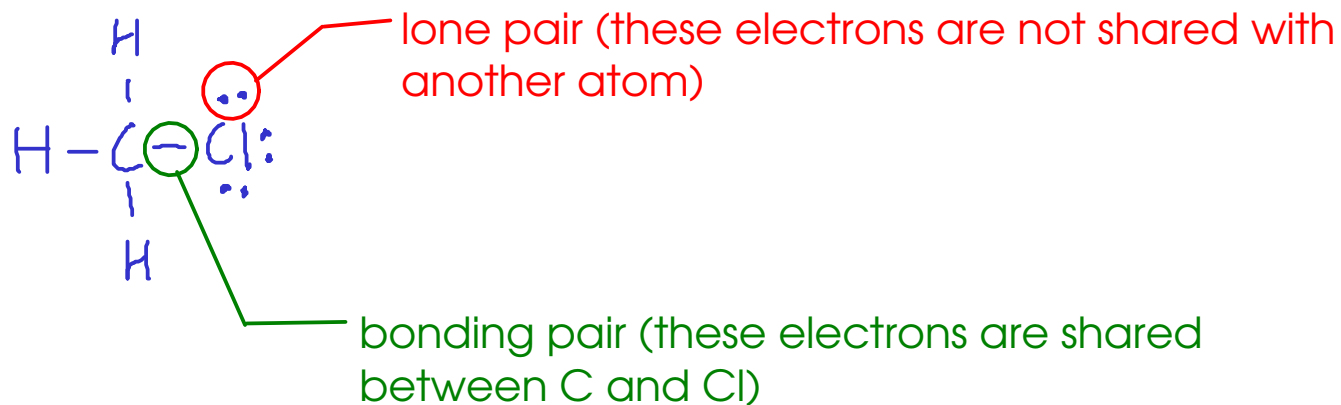 H
lone pair (these electrons are not shared with
another atom)
H - C - Cl
H
bonding pair (these electrons are shared
between C and Cl)